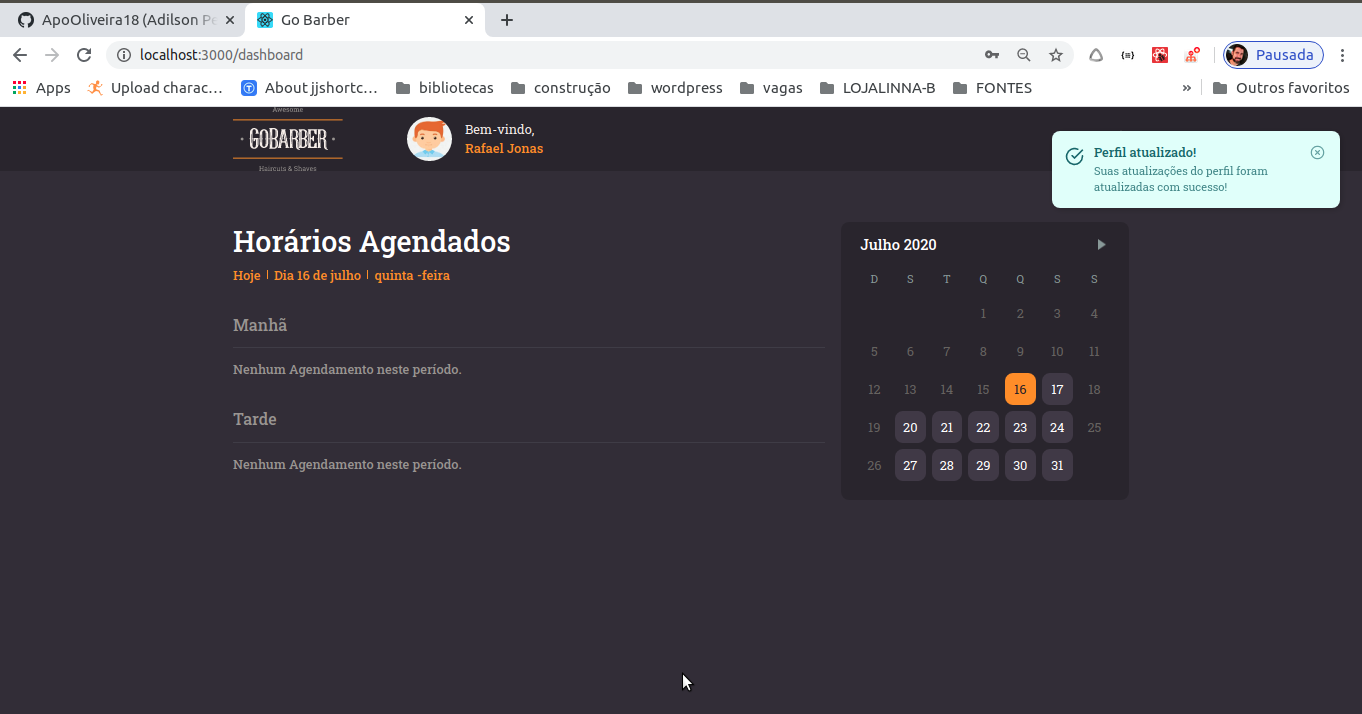 ApoOliveira18 (Adilson Pe
Go Barber
localhost:3000/dashboard
Pausada
Apps
Upload charac…
About jjshortc…
bibliotecas
construção
wordpress
vagas
LOJALINNA-B
FONTES
»
Outros favoritos
Awesome
GOBARBER
Haircuts & Shaves
Bem-vindo,
Rafael Jonas
Perfil atualizado!
Suas atualizações do perfil foram
atualizadas com sucesso!
Horários Agendados
Hoje | Dia 16 de julho | quinta -feira
Manhã
Nenhum Agendamento neste período.
Tarde
Nenhum Agendamento neste período.
Julho 2020
D S T Q Q S S
1 2 3 4
5 6 7 8 9 10 11
12 13 14 15 16 17 18
19 20 21 22 23 24 25
26 27 28 29 30 31